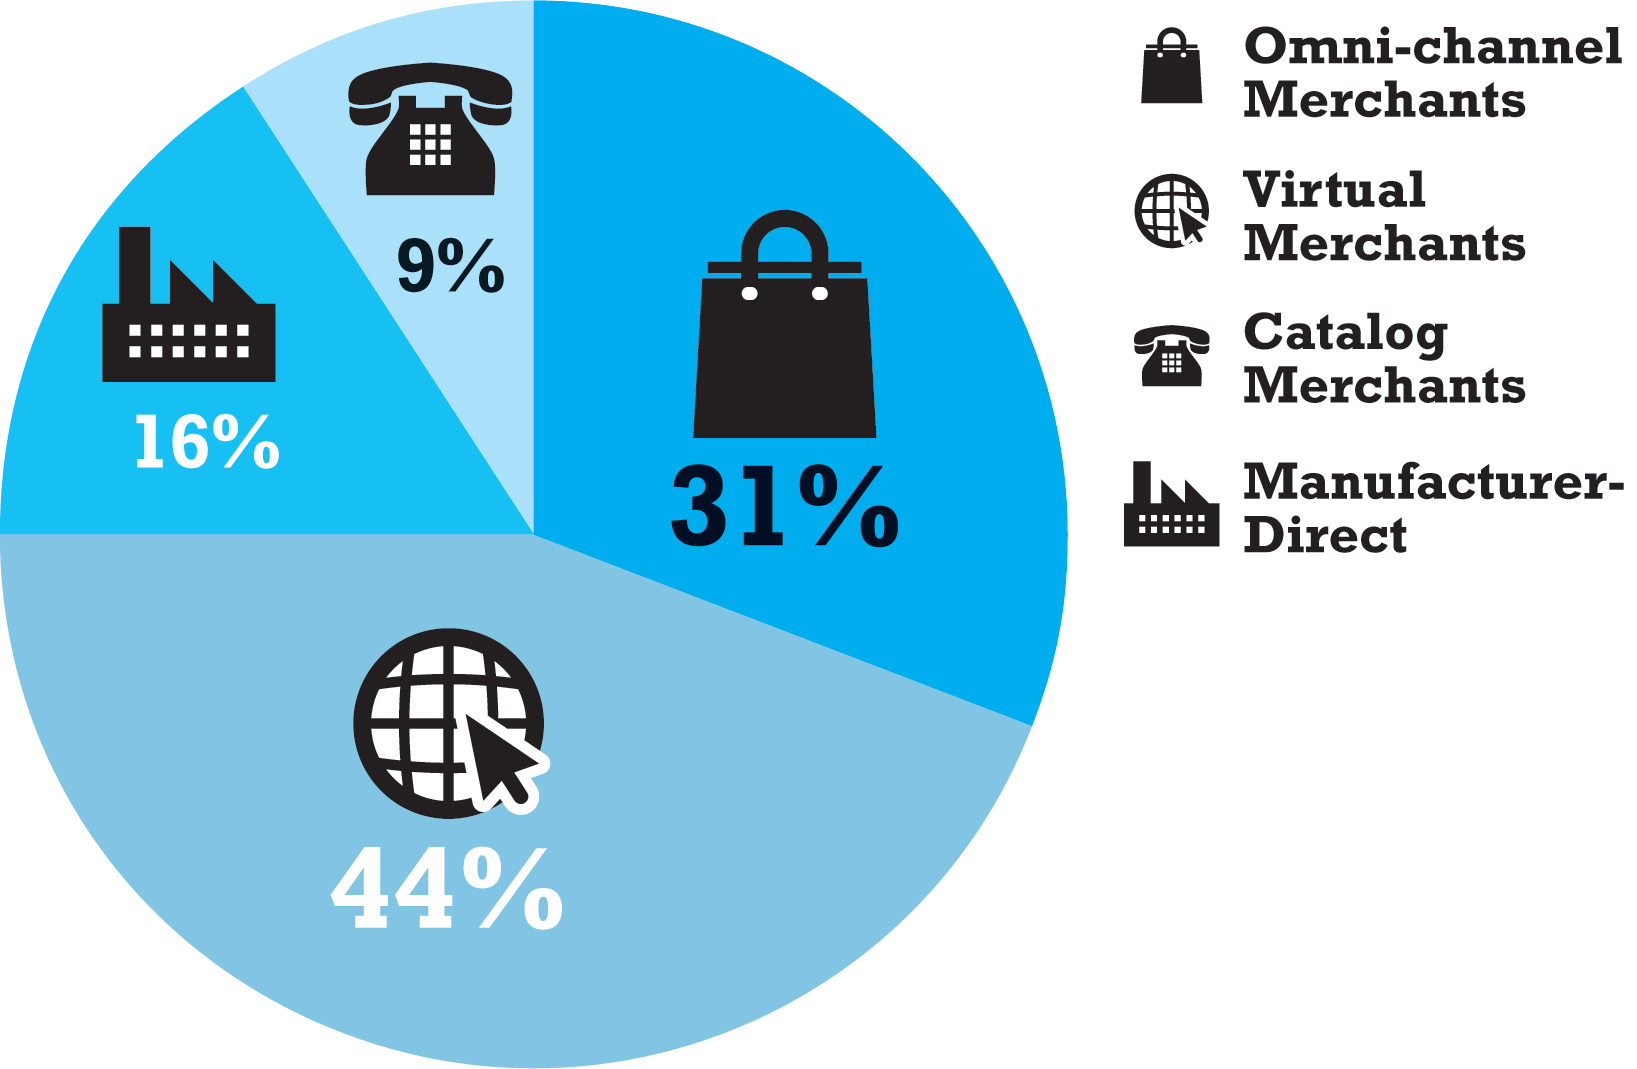 9%
16%
31%
44%
Omni-channel
Merchants
Virtual
Merchants
Catalog
Merchants
Manufacturer-
Direct